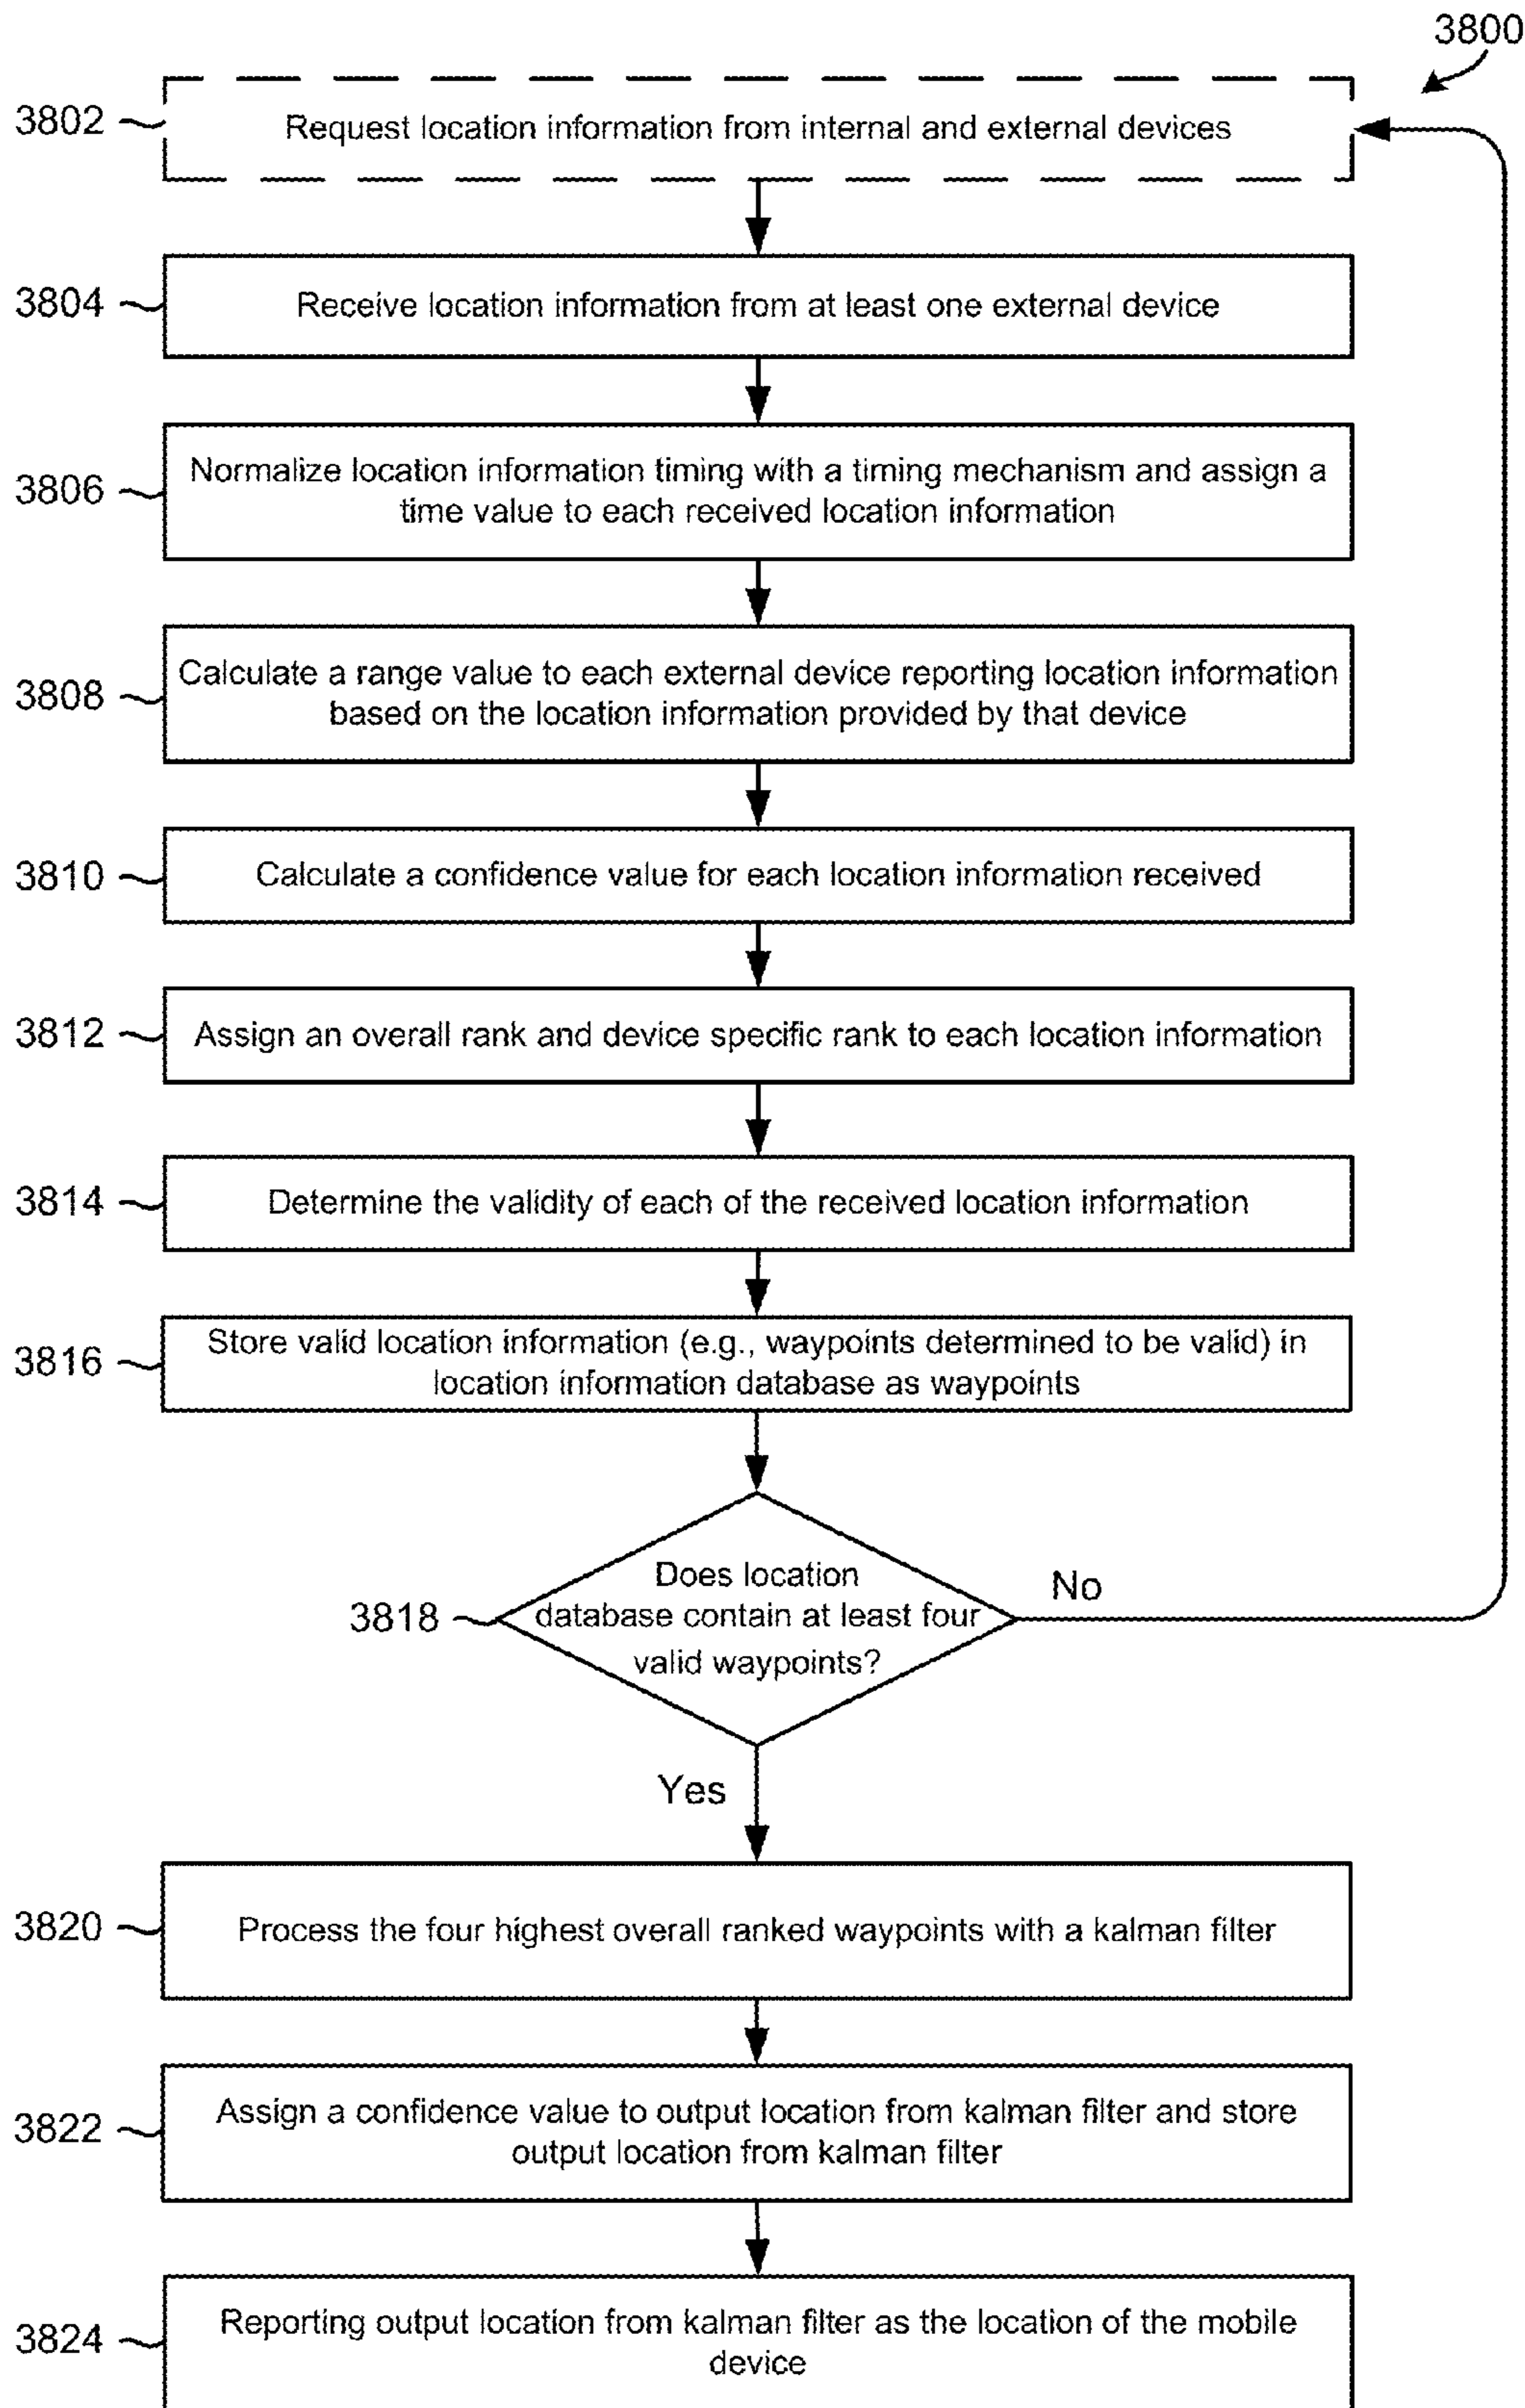 3800
3802
Request location information from internal and external devices
3804
Receive location information from at least one external device
3806
Normalize location information timing with a timing mechanism and assign a
time value to each received location information
3808
Calculate a range value to each external device reporting location information
based on the location information provided by that device
3810
Calculate a confidence value for each location information received
3812
Assign an overall rank and device specific rank to each location information
3814
Determine the validity of each of the received location information
3816
Store valid location information (e.g., waypoints determined to be valid) in
location information database as waypoints
3818
Does location
database contain at least four
valid waypoints?
No
Yes
3820
Process the four highest overall ranked waypoints with a kalman filter
3822
Assign a confidence value to output location from kalman filter and store
output location from kalman filter
3824
Reporting output location from kalman filter as the location of the mobile
device